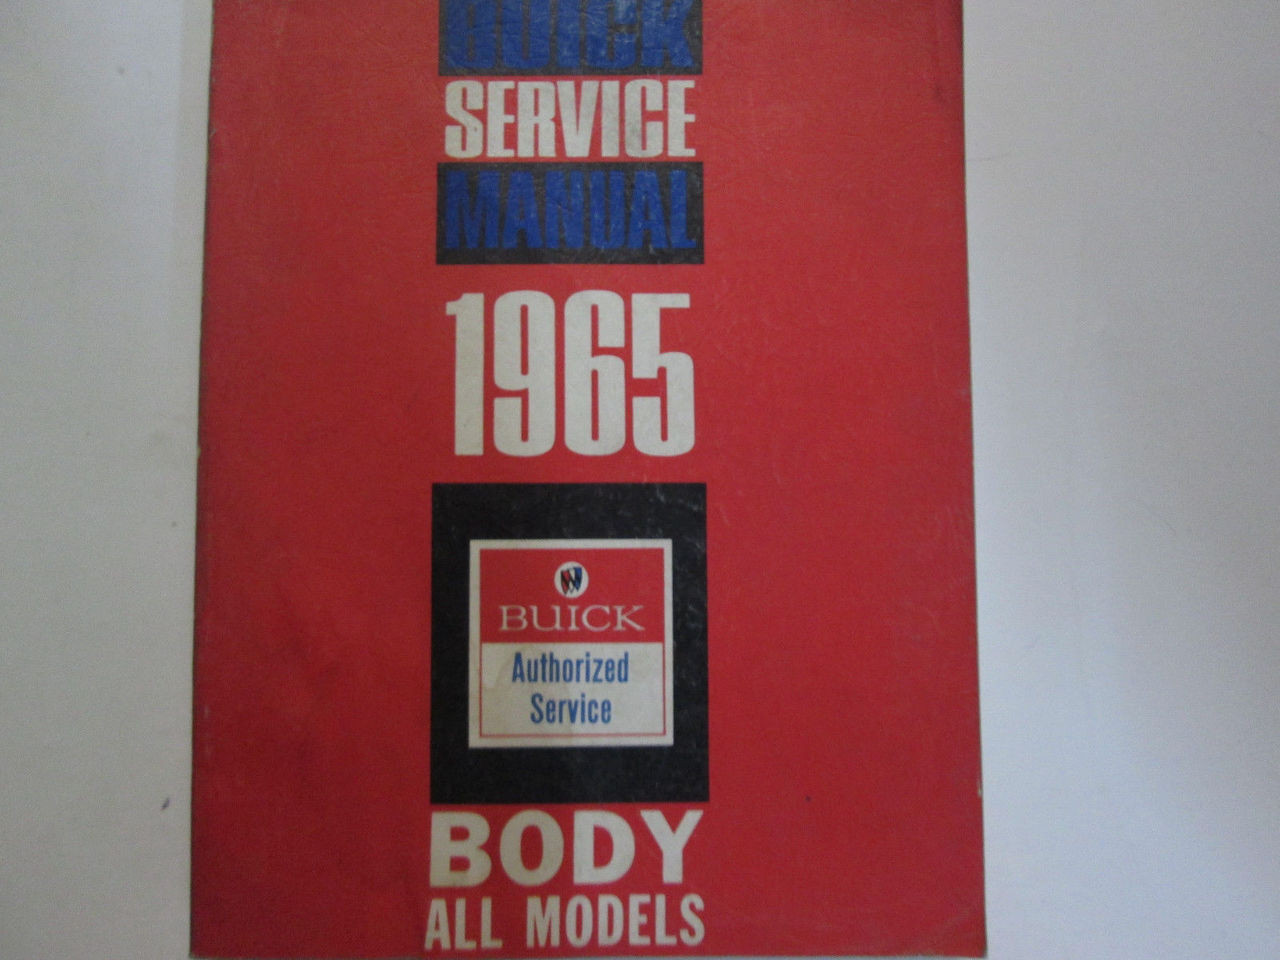 BUICK
SERVICE
MANUAL
1965
BUICK
Authorized
Service
BODY
ALL MODELS